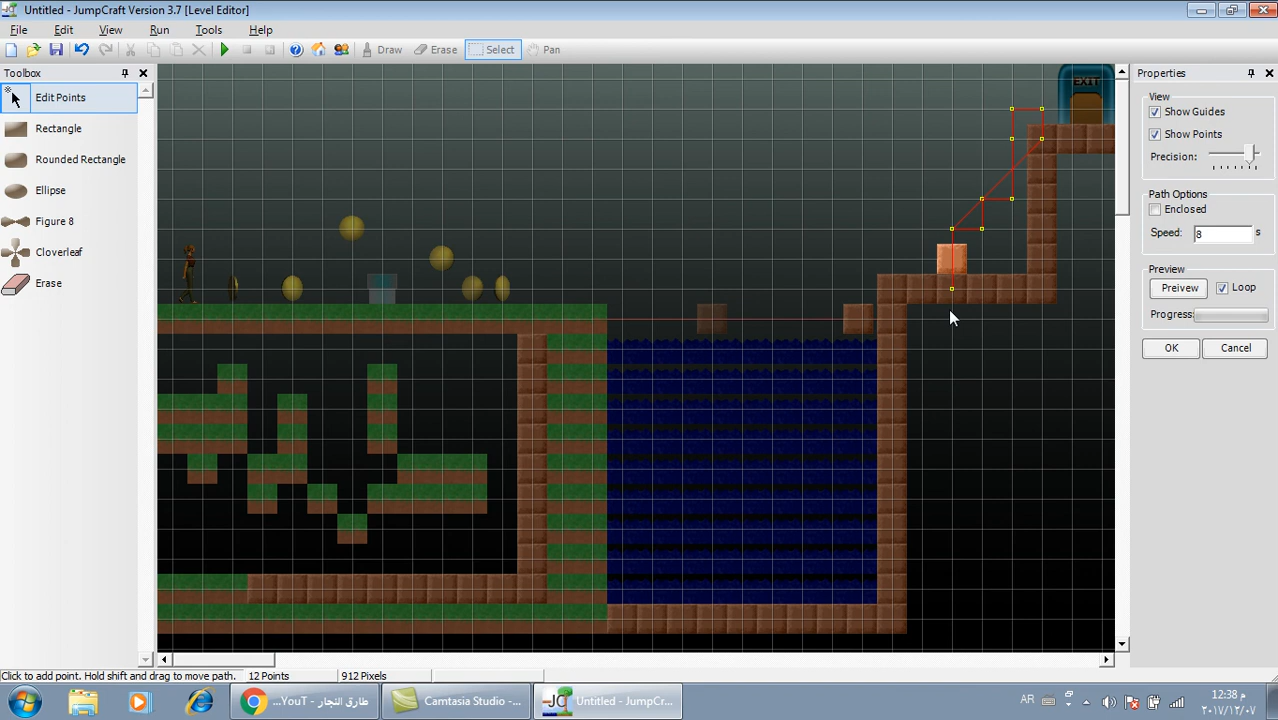 Untitled - JumpCraft Version 3.7 [Level Editor]
File Edit View Run Tools Help
Draw Erase Select Pan
Toolbox
Edit Points
Rectangle
Rounded Rectangle
Ellipse
Figure 8
Cloverleaf
Erase
EXIT
Properties
View
Show Guides
Show Points
Precision:
Path Options
Enclosed
Speed: 8 s
Preview
Preview Loop
Progress:
OK Cancel
Click to add point. Hold shift and drag to move path. 12 Points 912 Pixels
طارق النجار - YouT...
Camtasia Studio -...
Untitled - JumpCr...
AR
12:38 م
٢٠١٧/١٢/٠٧